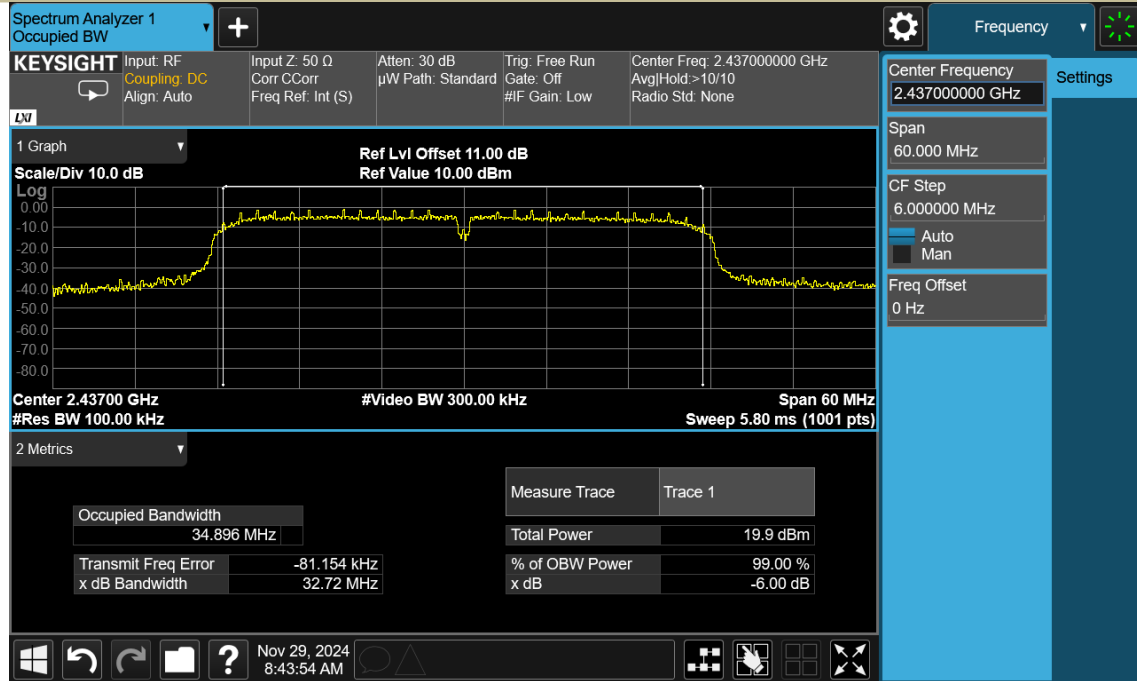 Spectrum Analyzer 1
Occupied BW
+
Frequency
KEYSIGHT
Input: RF
Coupling: DC
Align: Auto
Input Z: 50 Ω
Corr CCorr
Freq Ref: Int (S)
Atten: 30 dB
µW Path: Standard
Trig: Free Run
Gate: Off
#IF Gain: Low
Center Freq: 2.437000000 GHz
Avg|Hold:>10/10
Radio Std: None
LXI
Center Frequency
2.437000000 GHz
Settings
Span
60.000 MHz
CF Step
6.000000 MHz
Auto
Man
Freq Offset
0 Hz
1 Graph
Scale/Div 10.0 dB
Ref Lvl Offset 11.00 dB
Ref Value 10.00 dBm
Log
0.00
-10.0
-20.0
-30.0
-40.0
-50.0
-60.0
-70.0
-80.0
Center 2.43700 GHz
#Video BW 300.00 kHz
Span 60 MHz
#Res BW 100.00 kHz
Sweep 5.80 ms (1001 pts)
2 Metrics
Measure Trace Trace 1
Occupied Bandwidth
34.896 MHz
Total Power 19.9 dBm
Transmit Freq Error -81.154 kHz
% of OBW Power 99.00 %
x dB Bandwidth 32.72 MHz
x dB -6.00 dB
?
Nov 29, 2024
8:43:54 AM